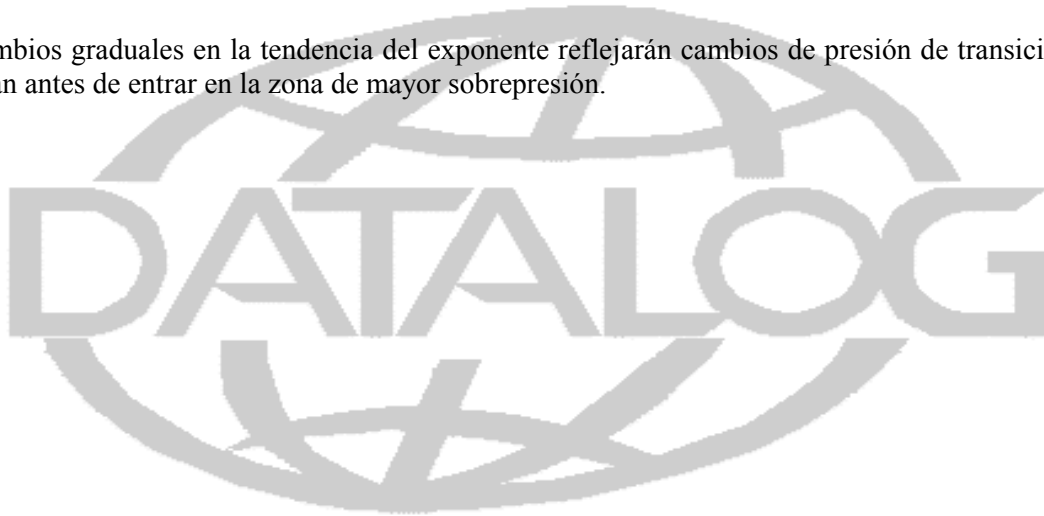 mbios graduales en la tendencia del exponente reflejarán cambios de presión de transici
án antes de entrar en la zona de mayor sobrepresión.
DATALOG